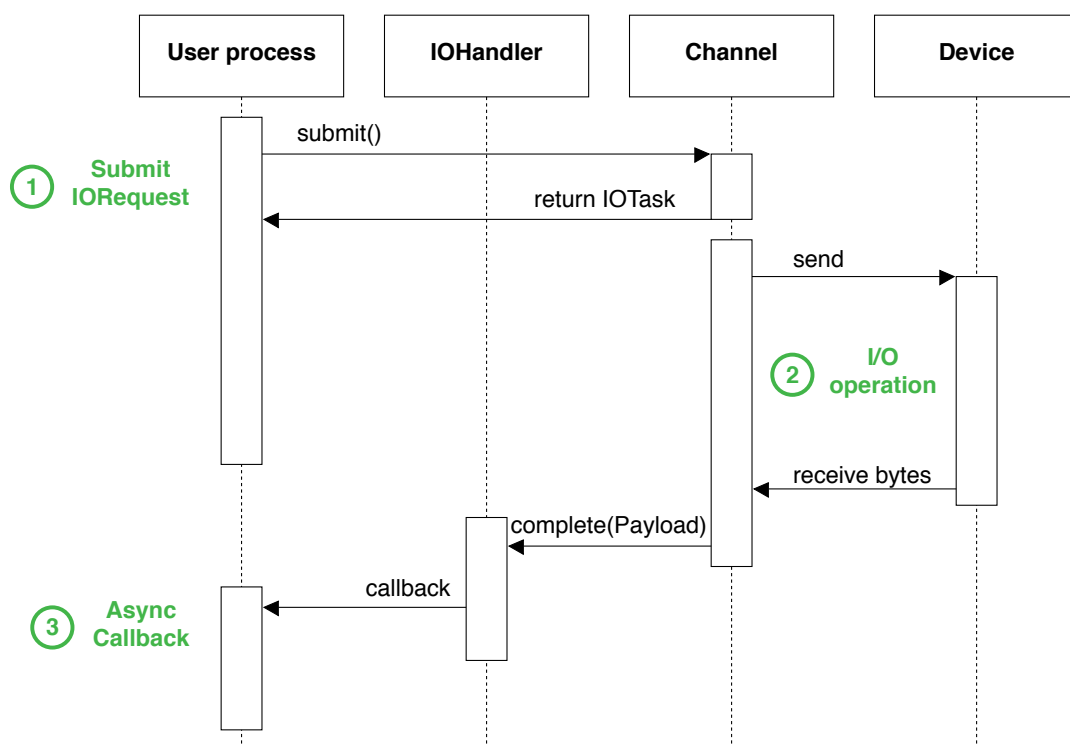 User process
IOHandler
Channel
Device
submit()
1
Submit
IORequest
return IOTask
send
2
I/O
operation
receive bytes
complete(Payload)
callback
3
Async
Callback